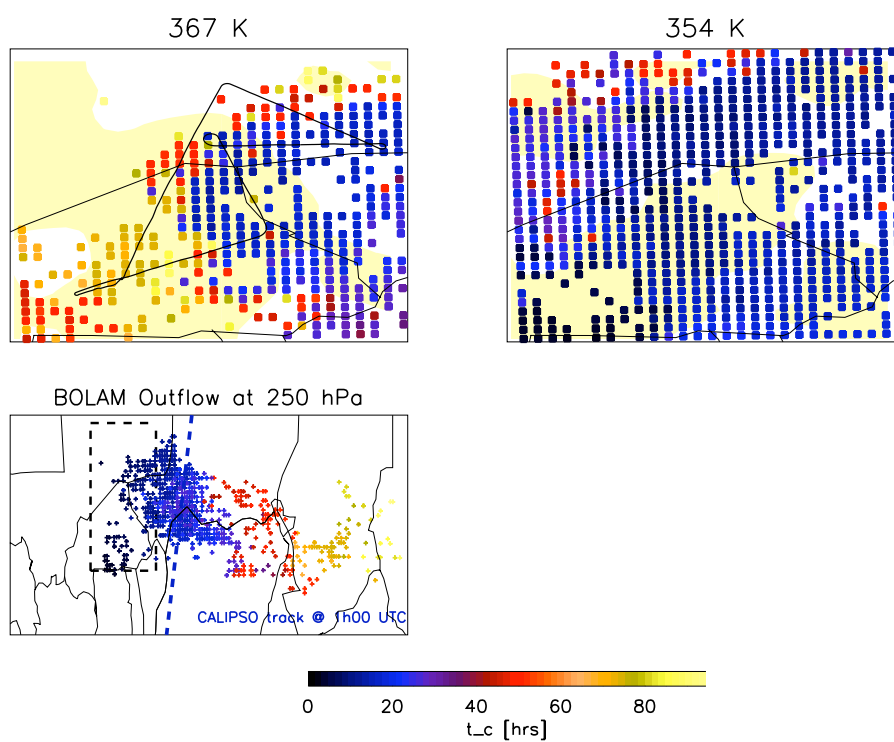 367 K
354 K
BOLAM Outflow at 250 hPa
CALIPSO track @ 1h00 UTC
0 20 40 60 80
t_c [hrs]